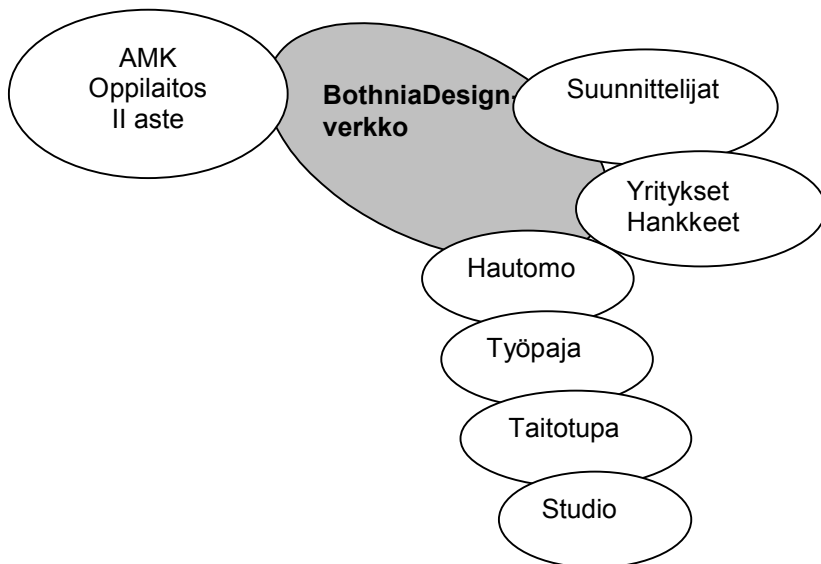 AMK
Oppilaitos
II aste
BothniaDesign-
verkko
Suunnittelijat
Yritykset
Hankkeet
Hautomo
Työpaja
Taitotupa
Studio